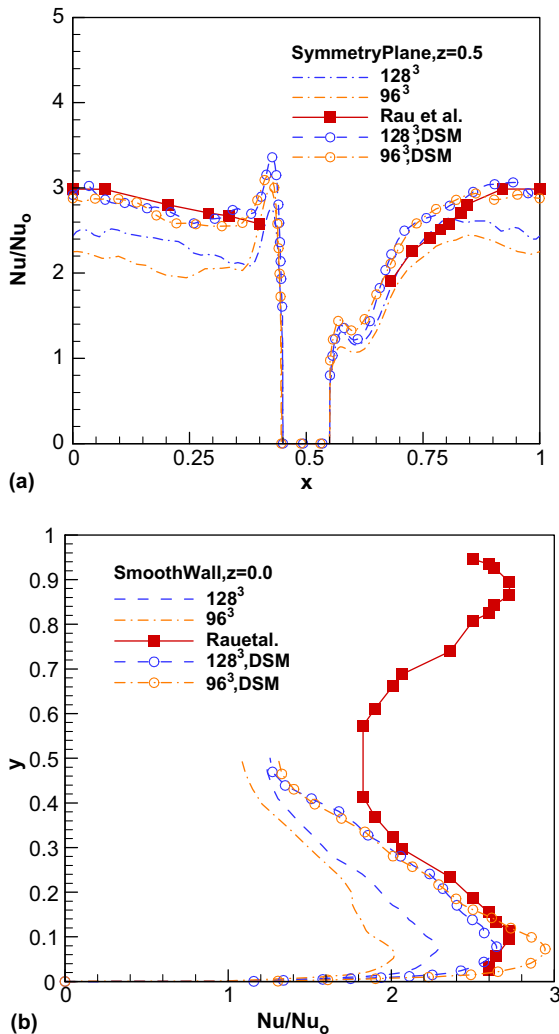 5
4
3
2
1
0
Nu/Nuo
SymmetryPlane,z=0.5
128³
96³
Rau et al.
128³,DSM
96³,DSM
0 0.25 0.5 0.75 1
(a) x
1
0.9
0.8
0.7
0.6
0.5
0.4
0.3
0.2
0.1
0
y
SmoothWall,z=0.0
128³
96³
Rauetal.
128³,DSM
96³,DSM
0 1 2 3
(b) Nu/Nuo